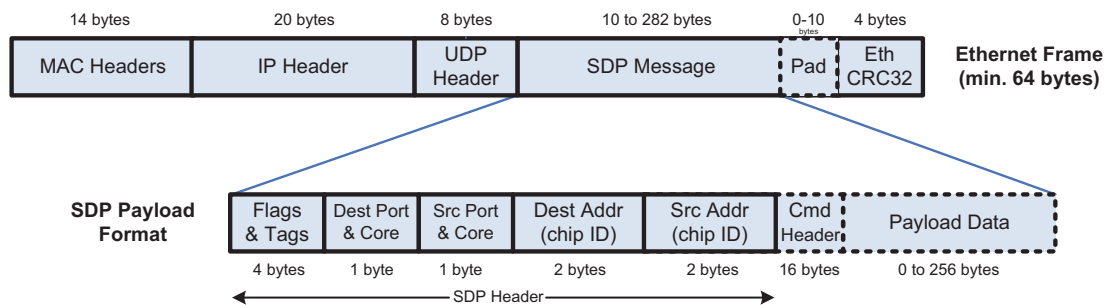 14 bytes
20 bytes
8 bytes
10 to 282 bytes
0-10
bytes
4 bytes
MAC Headers
IP Header
UDP
Header
SDP Message
Pad
Eth
CRC32
Ethernet Frame
(min. 64 bytes)
SDP Payload
Format
Flags
& Tags
Dest Port
& Core
Src Port
& Core
Dest Addr
(chip ID)
Src Addr
(chip ID)
Cmd
Header
Payload Data
4 bytes
1 byte
1 byte
2 bytes
2 bytes
16 bytes
0 to 256 bytes
SDP Header